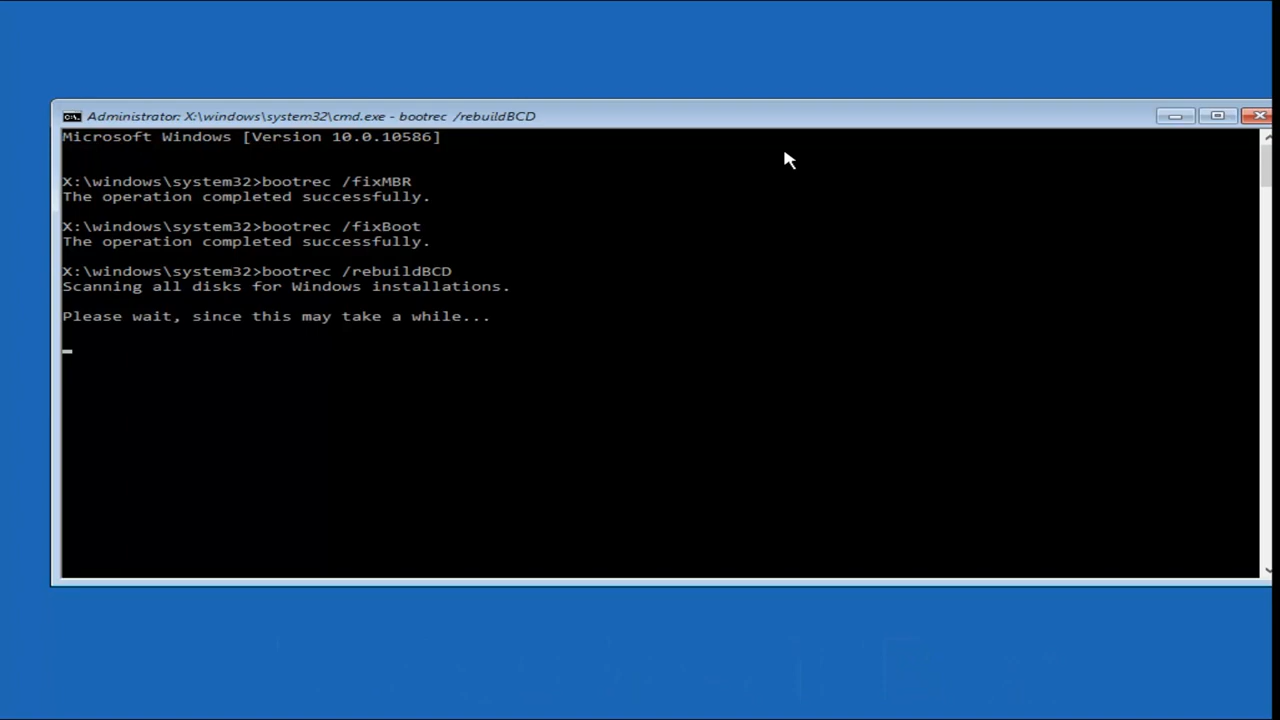 Administrator: X:\windows\system32\cmd.exe - bootrec /rebuildBCD
Microsoft Windows [Version 10.0.10586]
X:\windows\system32>bootrec /fixMBR
The operation completed successfully.
X:\windows\system32>bootrec /fixBoot
The operation completed successfully.
X:\windows\system32>bootrec /rebuildBCD
Scanning all disks for Windows installations.
Please wait, since this may take a while...